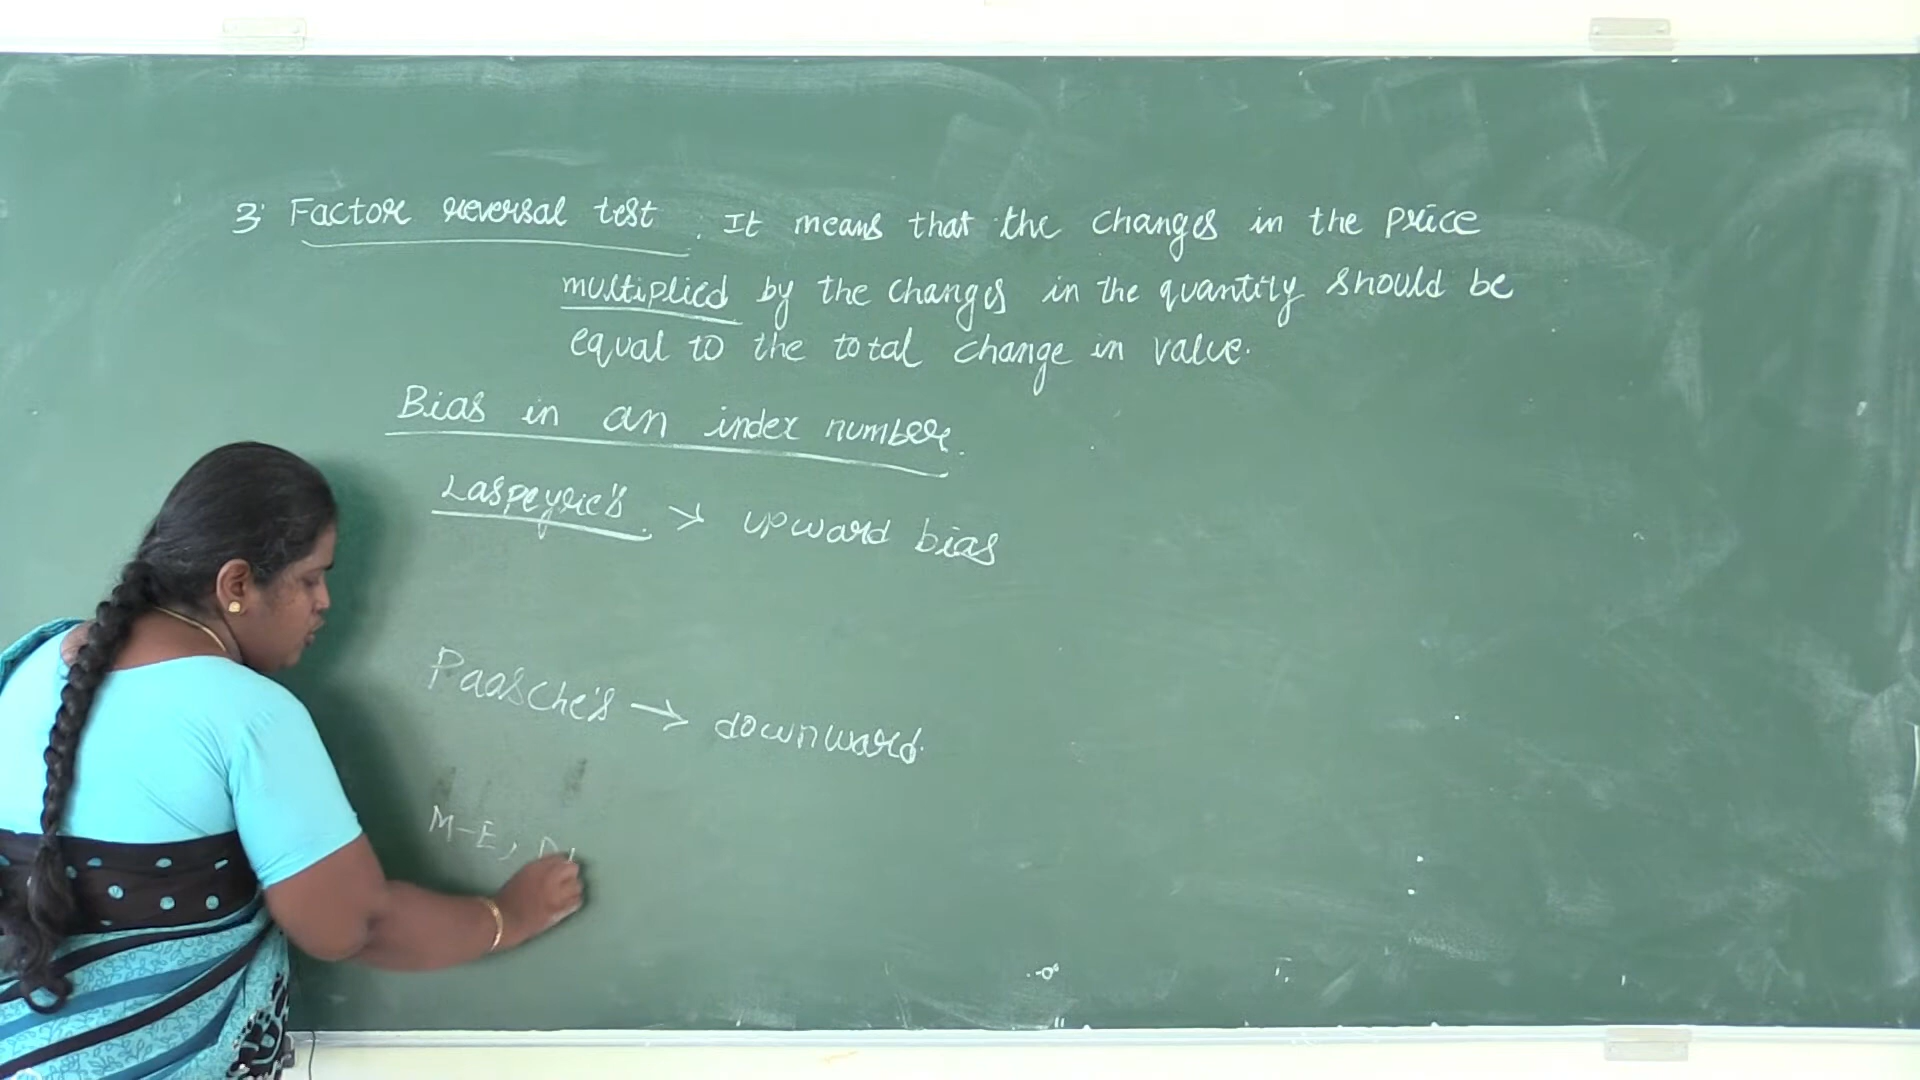 3. Factor reversal test. It means that the changes in the price
multiplied by the changes in the quantity should be
equal to the total change in value.
Bias in an index number.
Laspeyre's. → upward bias
Paasche's → downward.
M-E,